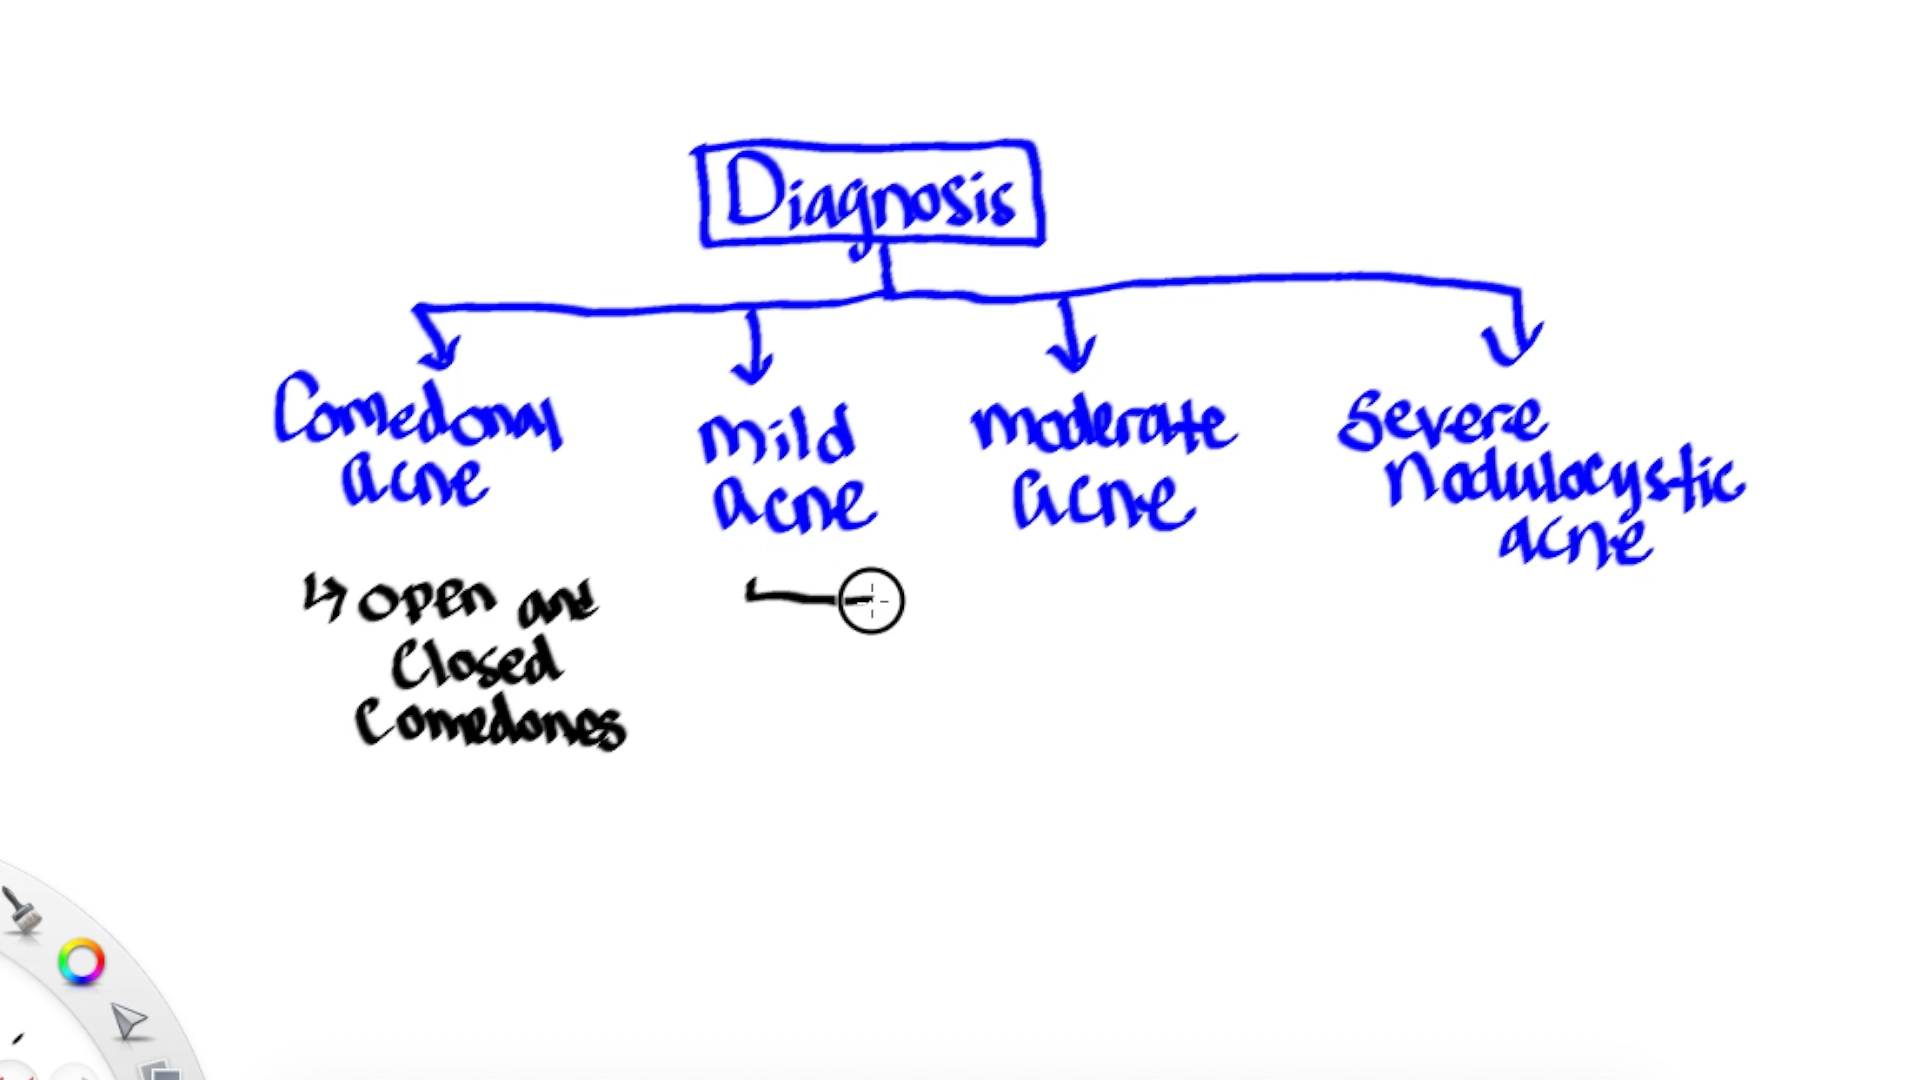 Diagnosis
Comedonal
acne
mild
acne
moderate
acne
Severe
Nodulocystic
acne
↳ open and
Closed
Comedones